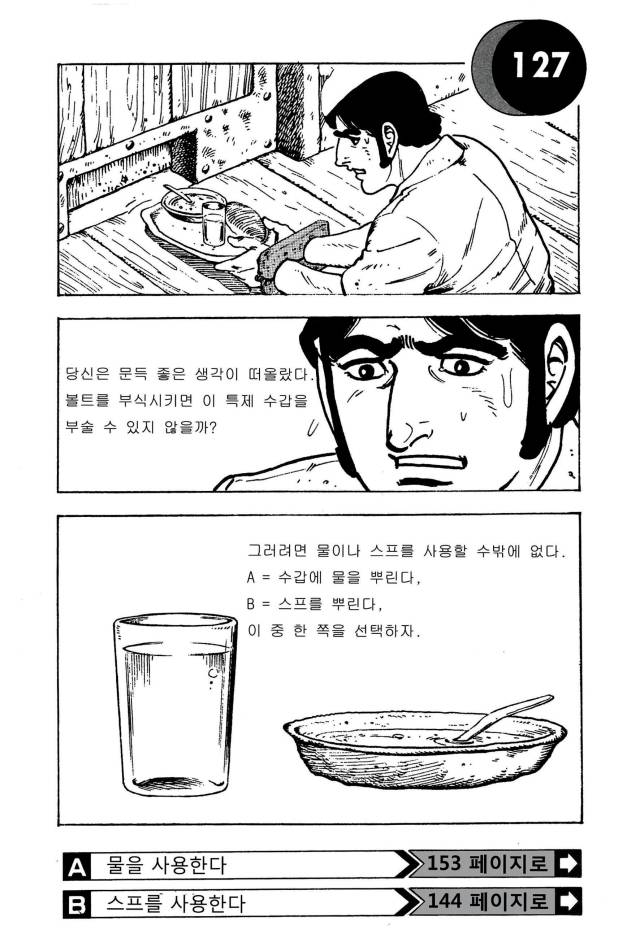 127
당신은 문득 좋은 생각이 떠올랐다.
볼트를 부식시키면 이 특제 수갑을
부술 수 있지 않을까?
그러려면 물이나 스프를 사용할 수밖에 없다.
A = 수갑에 물을 뿌린다,
B = 스프를 뿌린다,
이 중 한 쪽을 선택하자.
A 물을 사용한다 153 페이지로
B 스프를 사용한다 144 페이지로